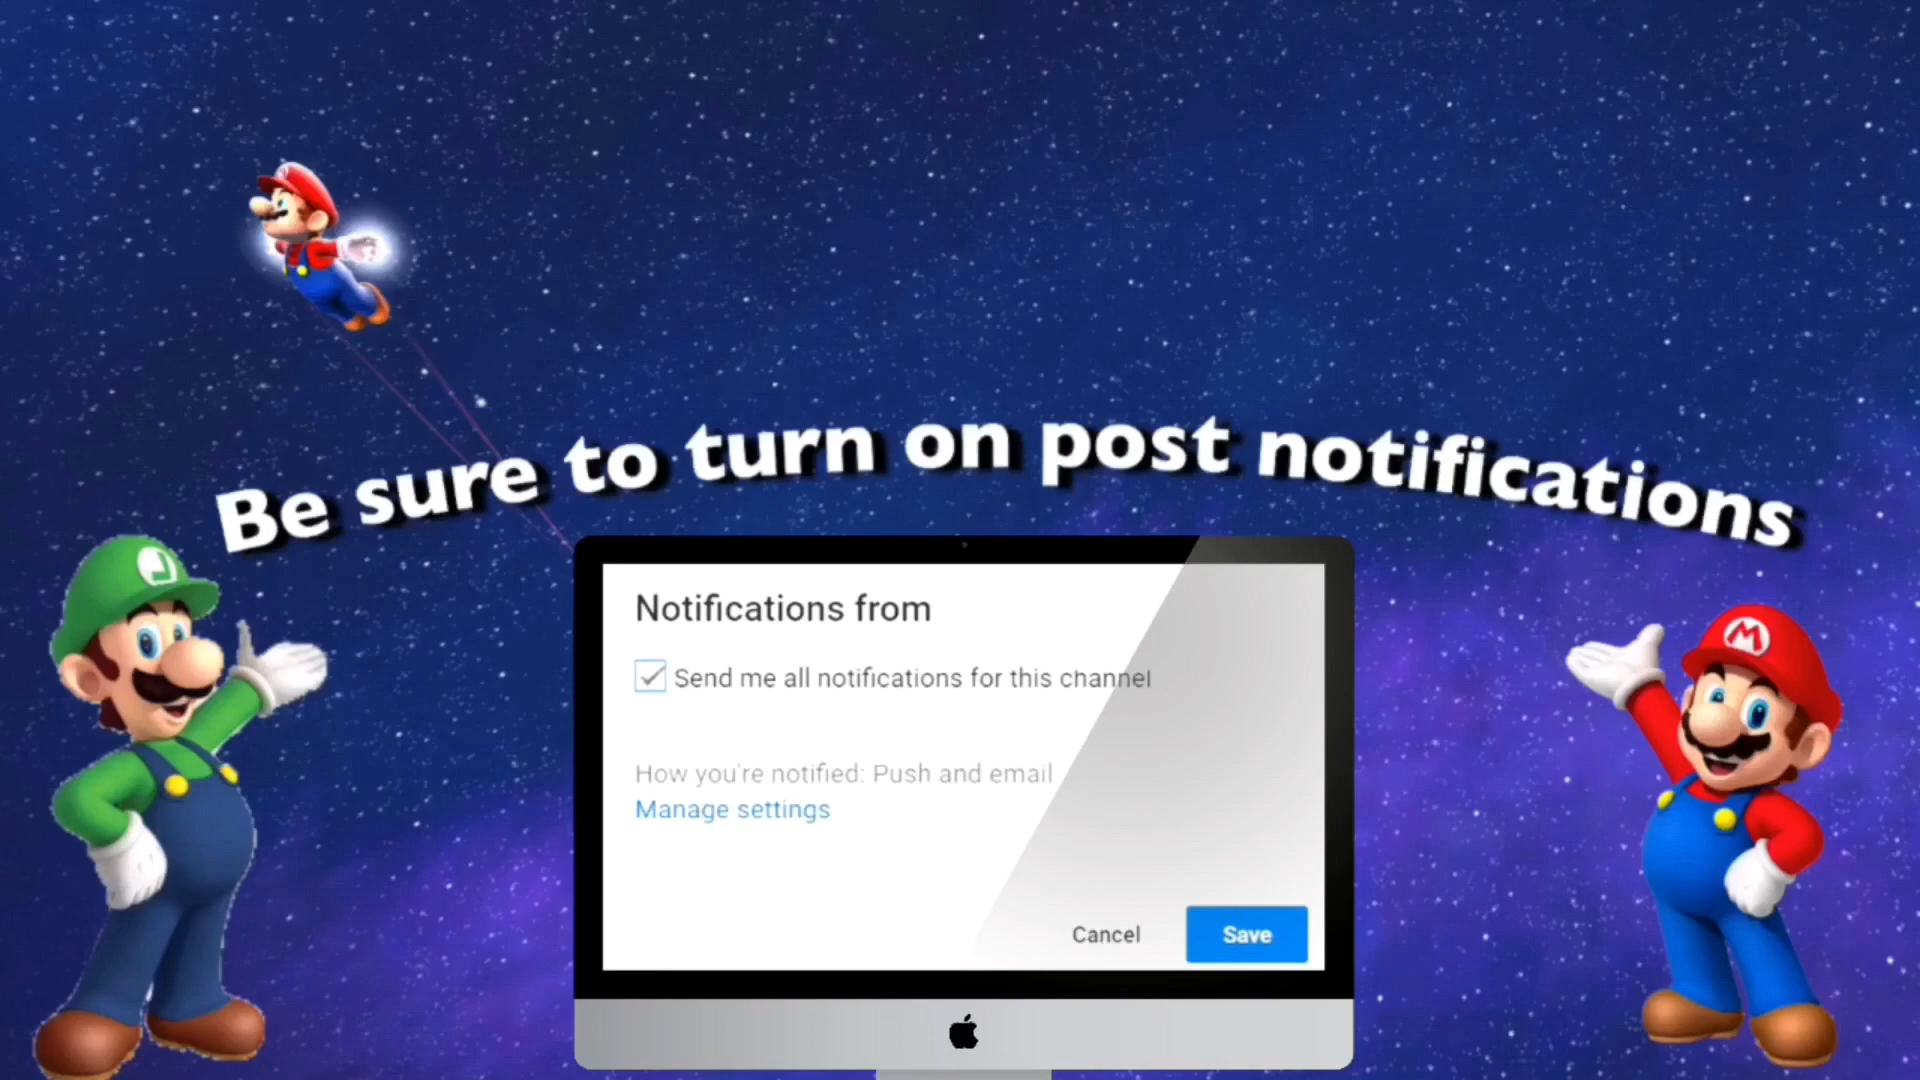 Be sure to turn on post notifications
Notifications from
Send me all notifications for this channel
How you're notified: Push and email
Manage settings
Cancel
Save
L
M